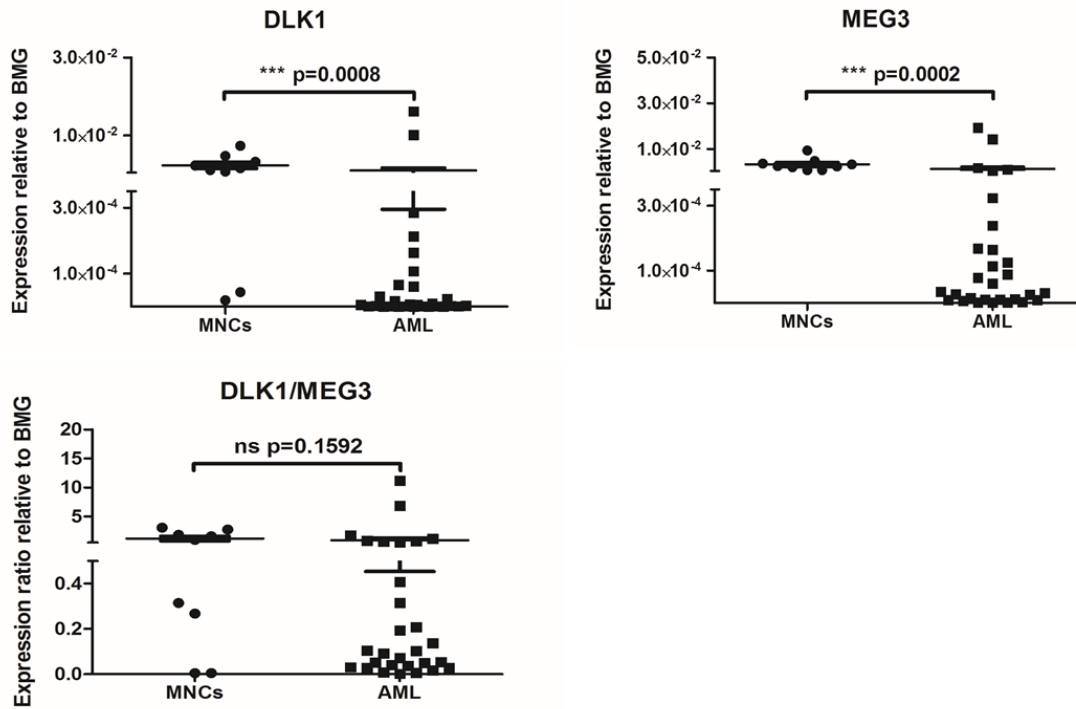 DLK1
Expression relative to BMG
3.0×10⁻²
1.0×10⁻²
3.0×10⁻⁴
1.0×10⁻⁴
*** p=0.0008
MNCs
AML
MEG3
Expression relative to BMG
5.0×10⁻²
3.0×10⁻²
1.0×10⁻²
3.0×10⁻⁴
1.0×10⁻⁴
*** p=0.0002
MNCs
AML
DLK1/MEG3
Expression ratio relative to BMG
20
15
10
5
0.4
0.2
0.0
ns p=0.1592
MNCs
AML